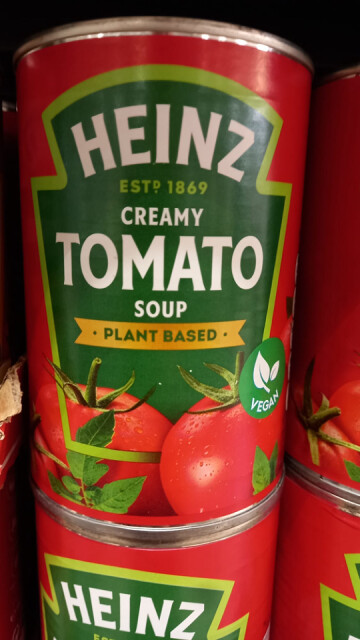 HEINZ
ESTD 1869
CREAMY
TOMATO
SOUP
• PLANT BASED •
VEGAN
HEINZ